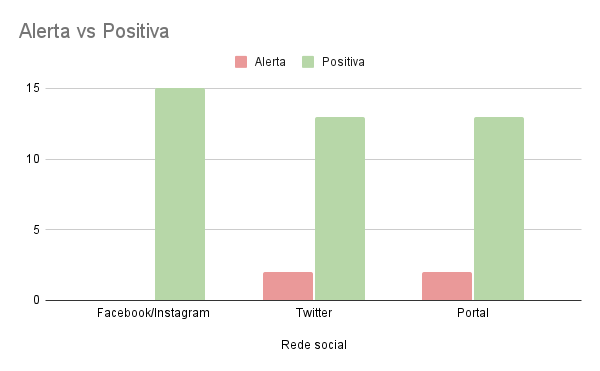 Alerta vs Positiva
Alerta Positiva
15
10
5
0
Facebook/Instagram Twitter Portal
Rede social